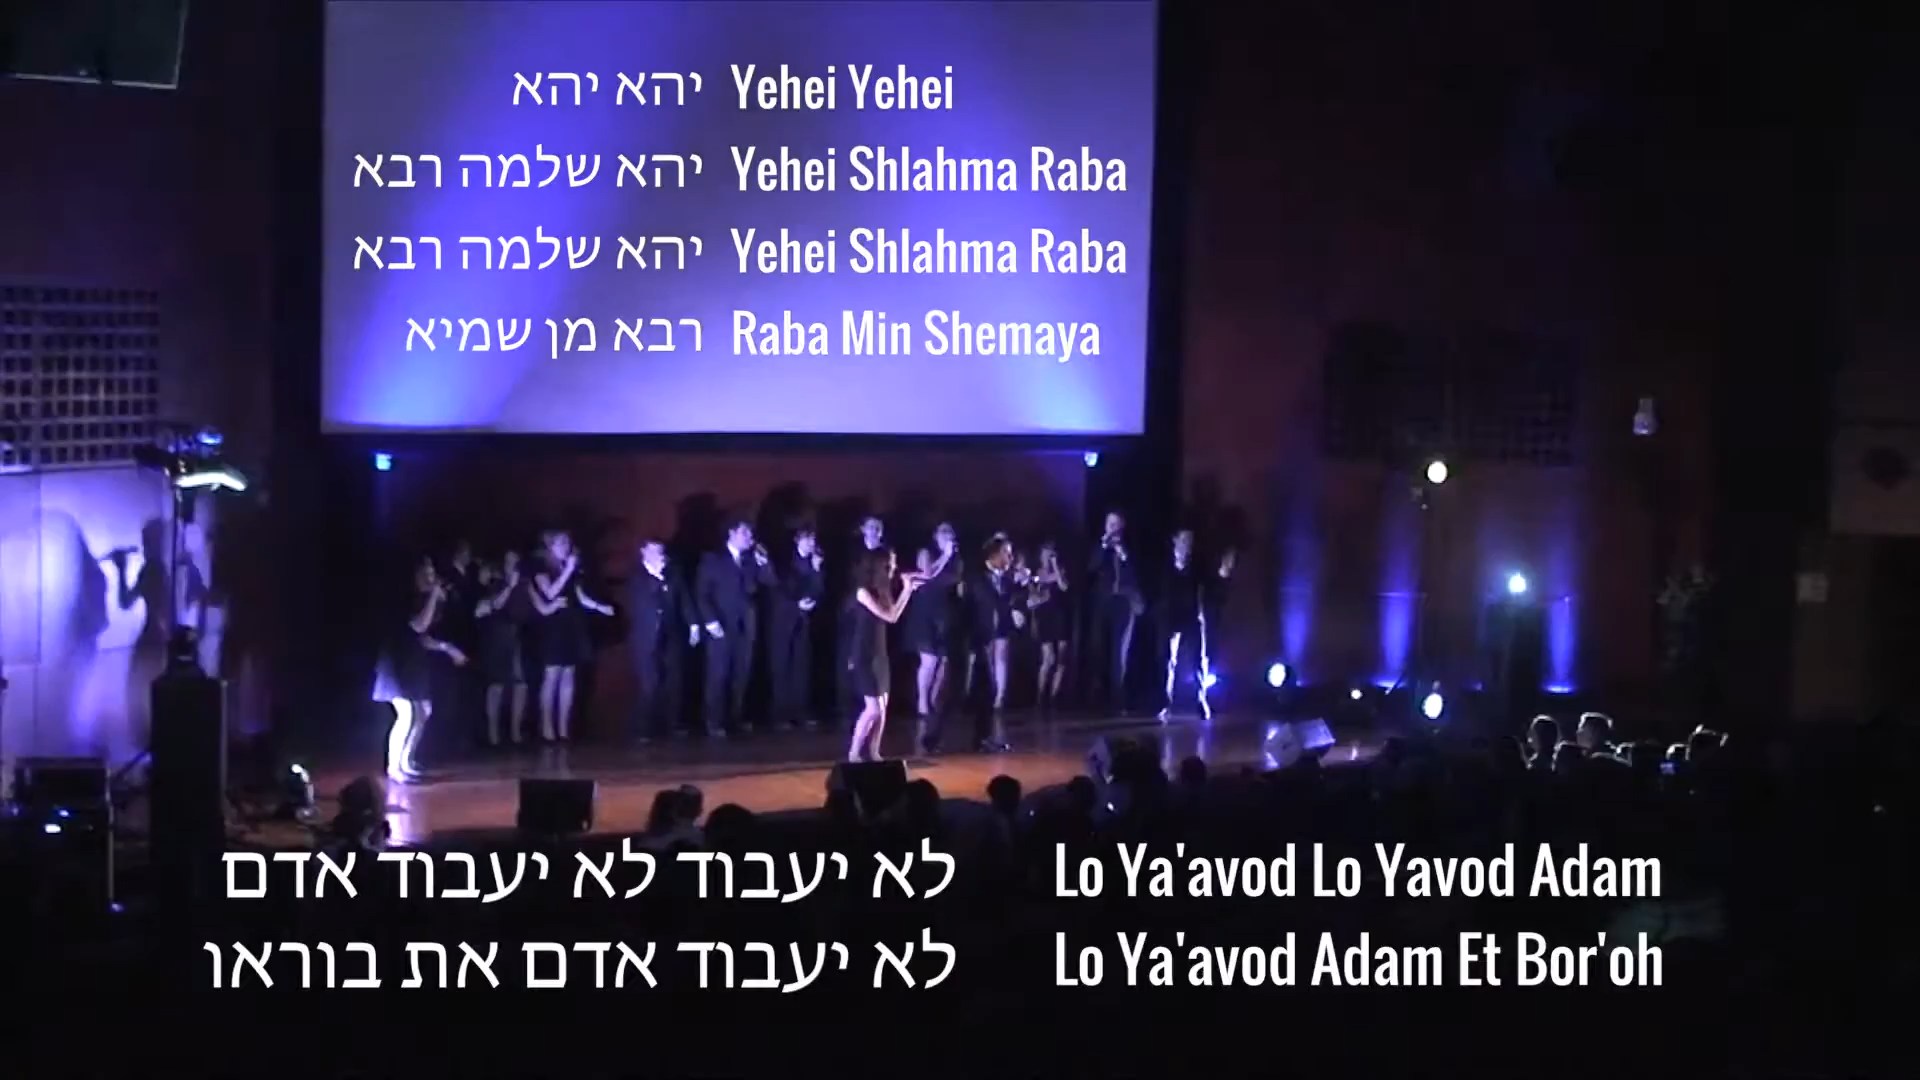 יהא יהא Yehei Yehei
יהא שלמה רבא Yehei Shlahma Raba
יהא שלמה רבא Yehei Shlahma Raba
רבא מן שמיא Raba Min Shemaya
לא יעבוד לא יעבוד אדם Lo Ya'avod Lo Yavod Adam
לא יעבוד אדם את בוראו Lo Ya'avod Adam Et Bor'oh